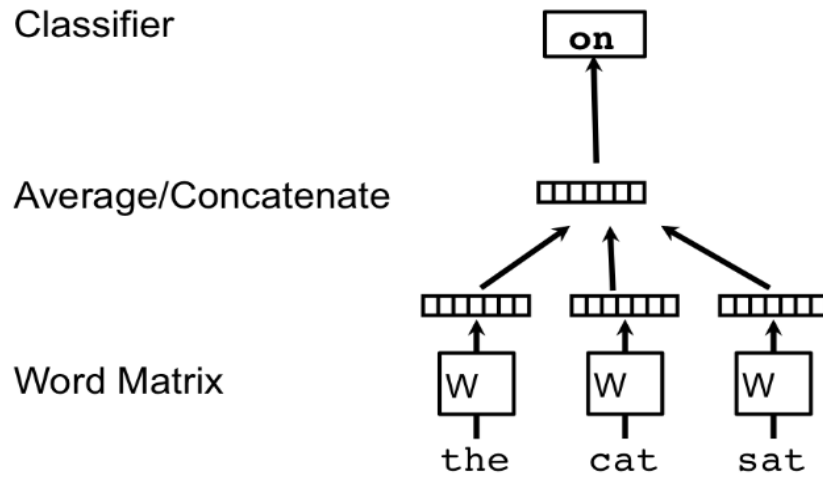 Classifier
on
Average/Concatenate
Word Matrix
W W W
the cat sat